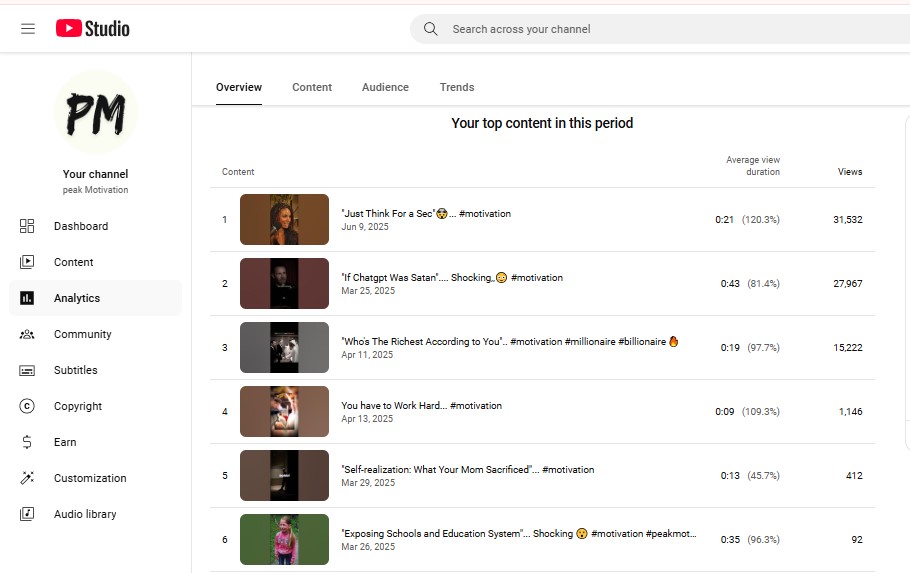 Studio
Search across your channel
PM
Your channel
peak Motivation
Dashboard
Content
Analytics
Community
Subtitles
Copyright
Earn
Customization
Audio library
Overview Content Audience Trends
Your top content in this period
Content Average view duration Views
1 "Just Think For a Sec"😨... #motivation
Jun 9, 2025
0:21 (120.3%) 31,532
2 "If Chatgpt Was Satan".... Shocking,.😳 #motivation
Mar 25, 2025
0:43 (81.4%) 27,967
3 "Who's The Richest According to You".. #motivation #millionaire #billionaire 🔥
Apr 11, 2025
0:19 (97.7%) 15,222
4 You have to Work Hard... #motivation
Apr 13, 2025
0:09 (109.3%) 1,146
5 "Self-realization: What Your Mom Sacrificed"... #motivation
Mar 29, 2025
0:13 (45.7%) 412
6 "Exposing Schools and Education System"... Shocking 😲 #motivation #peakmot...
Mar 26, 2025
0:35 (96.3%) 92